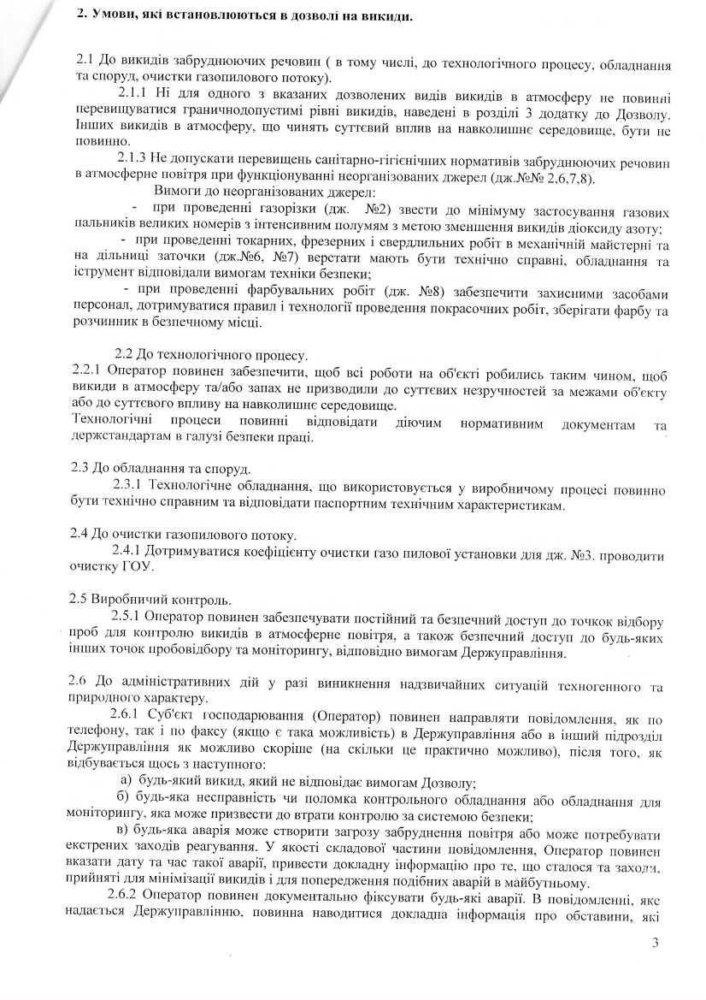 2. Умови, які встановлюються в дозволі на викиди.
2.1 До викидів забруднюючих речовин ( в тому числі, до технологічного процесу, обладнання
та споруд, очистки газопилового потоку).
2.1.1 Ні для одного з вказаних дозволених видів викидів в атмосферу не повинні
перевищуватися граничнодопустимі рівні викидів, наведені в розділі 3 додатку до Дозволу.
Інших викидів в атмосферу, що чинять суттєвий вплив на навколишнє середовище, бути не
повинно.
2.1.3 Не допускати перевищень санітарно-гігієнічних нормативів забруднюючих речовин
в атмосферне повітря при функціонуванні неорганізованих джерел (дж.№№ 2,6,7,8).
Вимоги до неорганізованих джерел:
- при проведенні газорізки (дж. №2) звести до мінімуму застосування газових
пальників великих номерів з інтенсивним полумям з метою зменшення викидів діоксиду азоту;
- при проведенні токарних, фрезерних і свердлильних робіт в механічній майстерні та
на дільниці заточки (дж.№6, №7) верстати мають бути технічно справні, обладнання та
іструмент відповідали вимогам техніки безпеки;
- при проведенні фарбувальних робіт (дж. №8) забезпечити захисними засобами
персонал, дотримуватися правил і технології проведення покрасочних робіт, зберігати фарбу та
розчинник в безпечному місці.
2.2 До технологічного процесу.
2.2.1 Оператор повинен забезпечити, щоб всі роботи на об'єкті робились таким чином, щоб
викиди в атмосферу та/або запах не призводили до суттєвих незручностей за межами об'єкту
або до суттєвого впливу на навколишнє середовище.
Технологічні процеси повинні відповідати діючим нормативним документам та
держстандартам в галузі безпеки праці.
2.3 До обладнання та споруд.
2.3.1 Технологічне обладнання, що використовується у виробничому процесі повинно
бути технічно справним та відповідати паспортним технічним характеристикам.
2.4 До очистки газопилового потоку.
2.4.1 Дотримуватися коефіцієнту очистки газо пилової установки для дж. №3. проводити
очистку ГОУ.
2.5 Виробничий контроль.
2.5.1 Оператор повинен забезпечувати постійний та безпечний доступ до точкок відбору
проб для контролю викидів в атмосферне повітря, а також безпечний доступ до будь-яких
інших точок пробовідбору та моніторингу, відповідно вимогам Держуправління.
2.6 До адміністративних дій у разі виникнення надзвичайних ситуацій техногенного та
природного характеру.
2.6.1 Суб'єкт господарювання (Оператор) повинен направляти повідомлення, як по
телефону, так і по факсу (якщо є така можливість) в Держуправління або в інший підрозділ
Держуправління як можливо скоріше (на скільки це практично можливо), після того, як
відбувається щось з наступного:
а) будь-який викид, який не відповідає вимогам Дозволу;
б) будь-яка несправність чи поломка контрольного обладнання або обладнання для
моніторингу, яка може призвести до втрати контролю за системою безпеки;
в) будь-яка аварія може створити загрозу забруднення повітря або може потребувати
екстрених заходів реагування. У якості складової частини повідомлення, Оператор повинен
вказати дату та час такої аварії, привести докладну інформацію про те, що сталося та заходи,
прийняті для мінімізації викидів і для попередження подібних аварій в майбутньому.
2.6.2 Оператор повинен документально фіксувати будь-які аварії. В повідомленні, яке
надається Держуправлінню, повинна наводитися докладна інформація про обставини, які
3